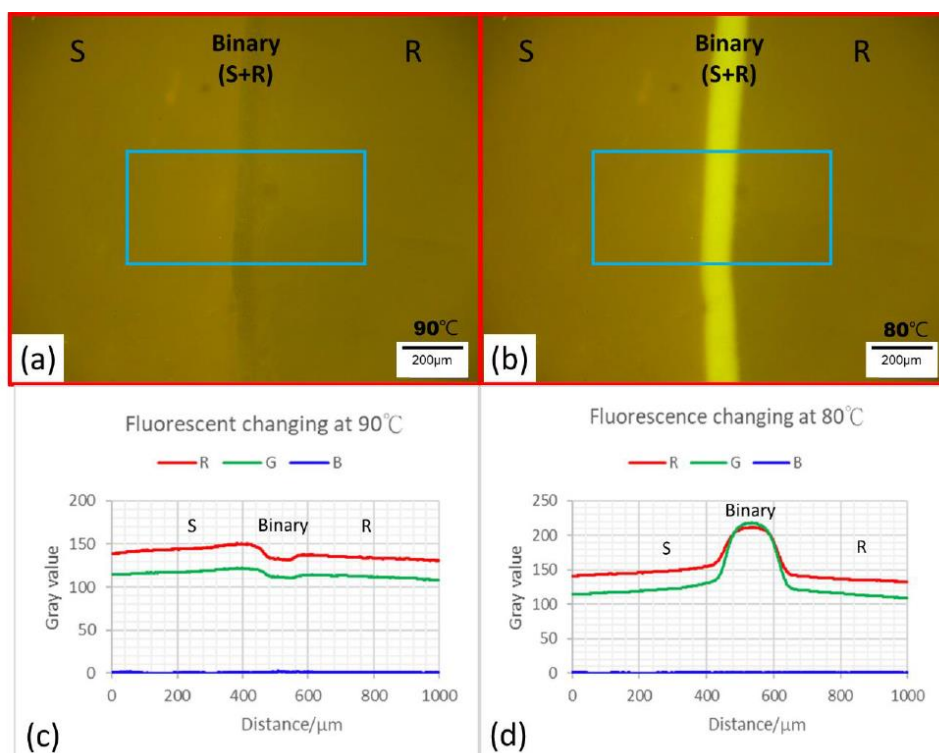 S
Binary
(S+R)
R
90℃
200μm
(a)
S
Binary
(S+R)
R
80℃
200μm
(b)
Fluorescent changing at 90℃
R G B
200
150
100
50
0
Gray value
S Binary R
0 200 400 600 800 1000
Distance/μm
(c)
Fluorescence changing at 80℃
R G B
250
200
150
100
50
0
Gray value
S Binary R
0 200 400 600 800 1000
Distance/μm
(d)